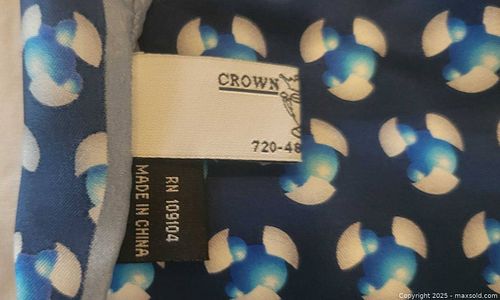 CROWN
720-48
RN 109104
MADE IN CHINA
Copyright 2025 - maxsold.com